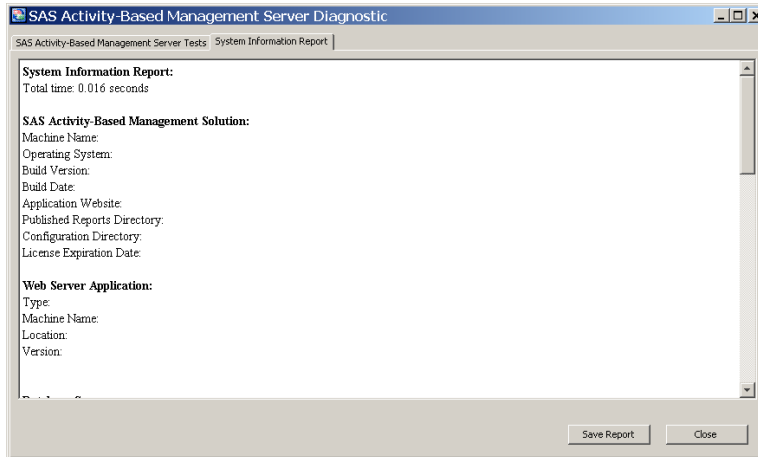 SAS Activity-Based Management Server Diagnostic
SAS Activity-Based Management Server Tests System Information Report
System Information Report:
Total time: 0.016 seconds
SAS Activity-Based Management Solution:
Machine Name:
Operating System:
Build Version:
Build Date:
Application Website:
Published Reports Directory:
Configuration Directory:
License Expiration Date:
Web Server Application:
Type:
Machine Name:
Location:
Version:
Save Report Close